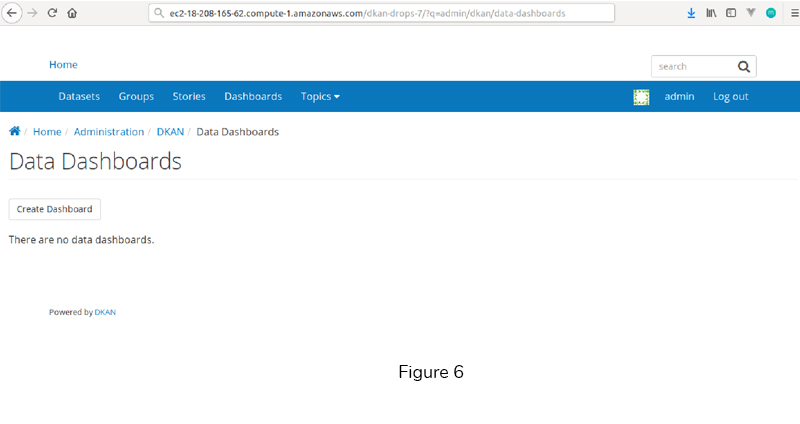 ec2-18-208-165-62.compute-1.amazonaws.com/dkan-drops-7/?q=admin/dkan/data-dashboards
Home
search
Datasets Groups Stories Dashboards Topics admin Log out
/ Home / Administration / DKAN / Data Dashboards
Data Dashboards
Create Dashboard
There are no data dashboards.
Powered by DKAN
Figure 6